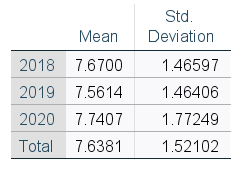 Std.
Mean Deviation
2018 7.6700 1.46597
2019 7.5614 1.46406
2020 7.7407 1.77249
Total 7.6381 1.52102